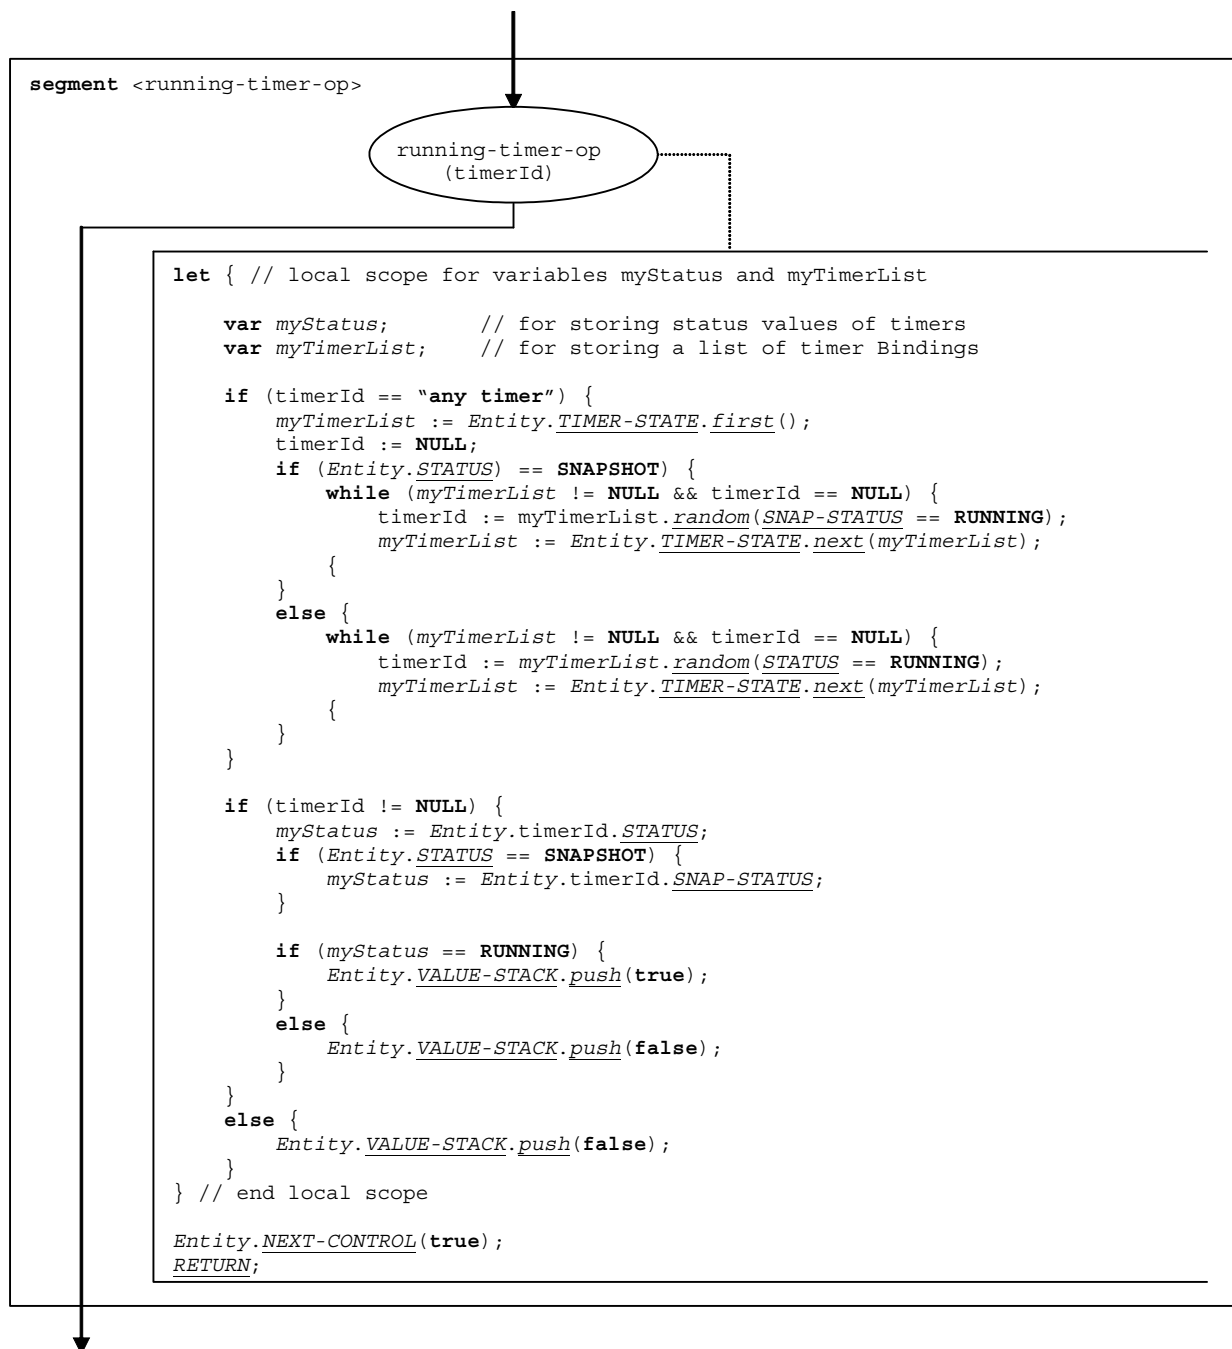 segment <running-timer-op>
running-timer-op
(timerId)
let { // local scope for variables myStatus and myTimerList
var myStatus; // for storing status values of timers
var myTimerList; // for storing a list of timer Bindings
if (timerId == “any timer”) {
myTimerList := Entity.TIMER-STATE.first();
timerId := NULL;
if (Entity.STATUS) == SNAPSHOT) {
while (myTimerList != NULL && timerId == NULL) {
timerId := myTimerList.random(SNAP-STATUS == RUNNING);
myTimerList := Entity.TIMER-STATE.next(myTimerList);
{
}
else {
while (myTimerList != NULL && timerId == NULL) {
timerId := myTimerList.random(STATUS == RUNNING);
myTimerList := Entity.TIMER-STATE.next(myTimerList);
{
}
}
if (timerId != NULL) {
myStatus := Entity.timerId.STATUS;
if (Entity.STATUS == SNAPSHOT) {
myStatus := Entity.timerId.SNAP-STATUS;
}
if (myStatus == RUNNING) {
Entity.VALUE-STACK.push(true);
}
else {
Entity.VALUE-STACK.push(false);
}
}
else {
Entity.VALUE-STACK.push(false);
}
} // end local scope
Entity.NEXT-CONTROL(true);
RETURN;